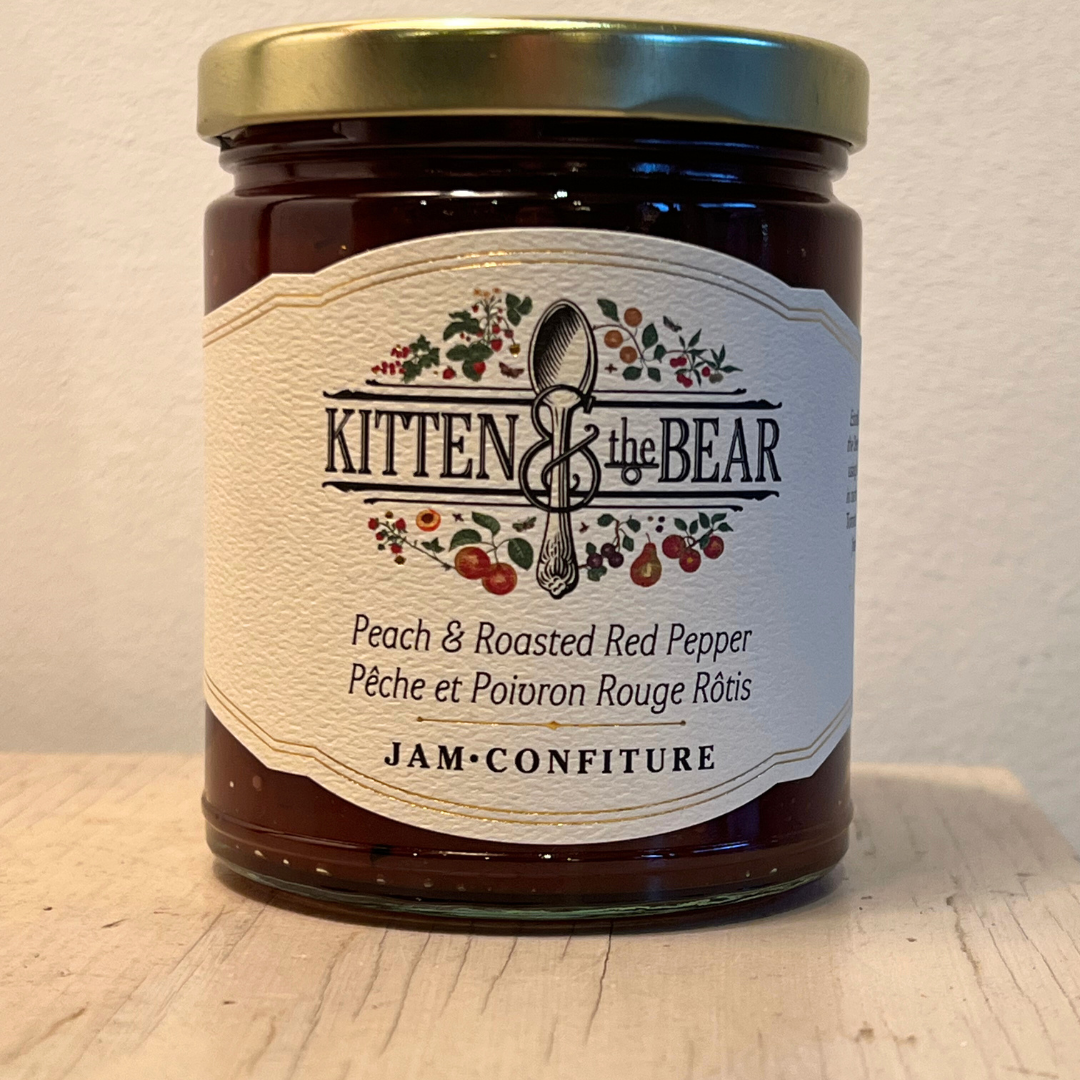 KITTEN & the BEAR
Peach & Roasted Red Pepper
Pêche et Poivron Rouge Rôtis
JAM•CONFITURE